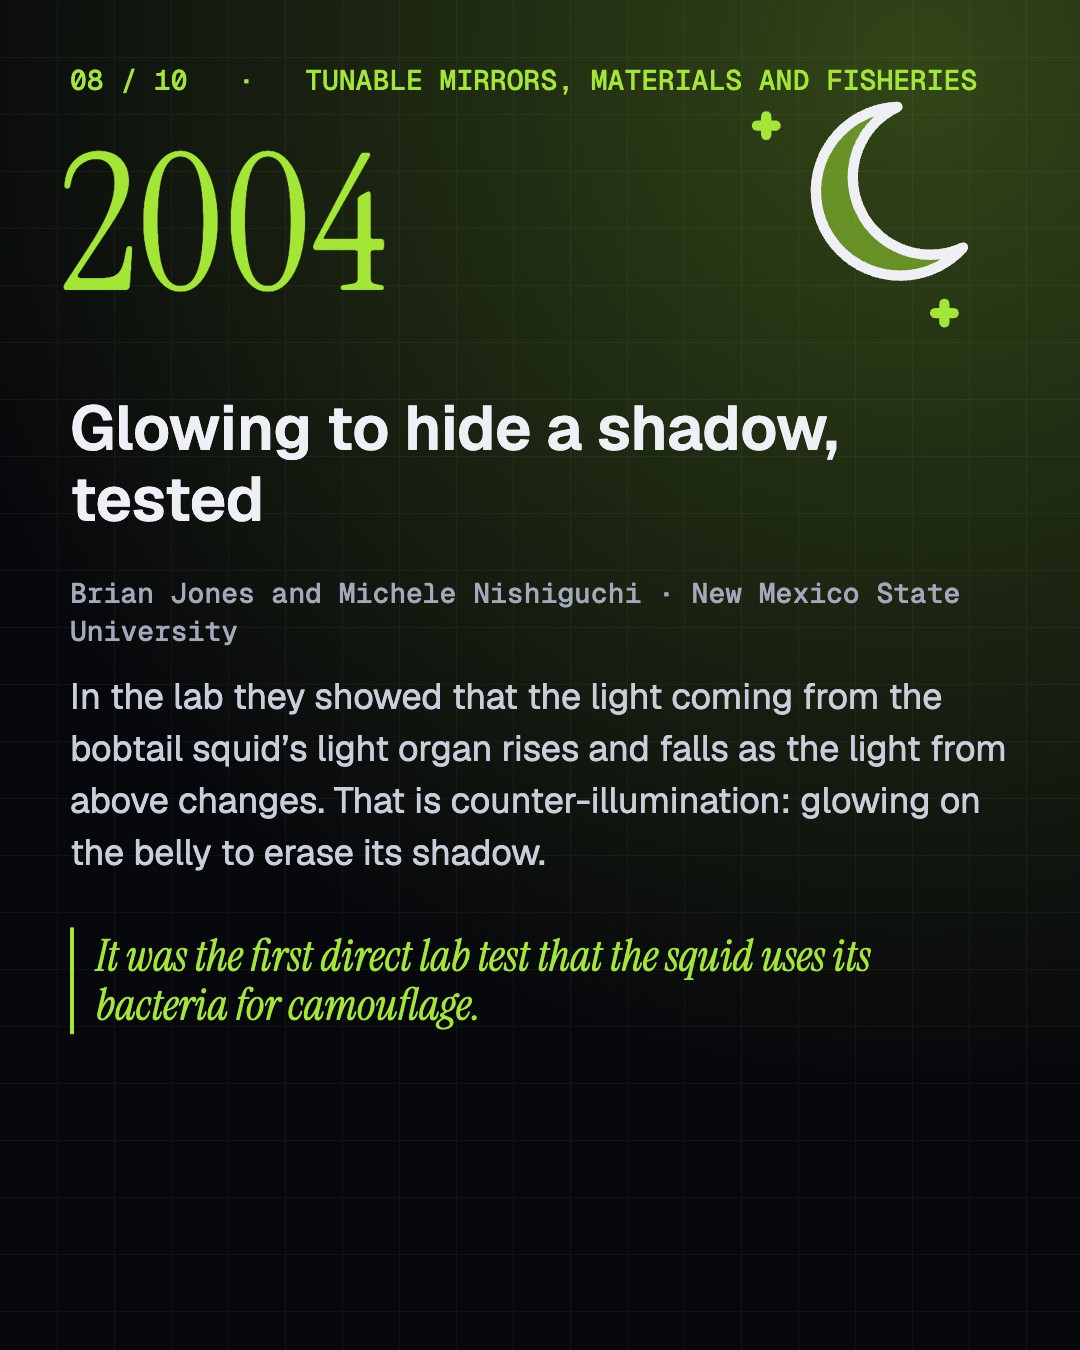 08 / 10 · TUNABLE MIRRORS, MATERIALS AND FISHERIES
2004
Glowing to hide a shadow,
tested
Brian Jones and Michele Nishiguchi · New Mexico State
University
In the lab they showed that the light coming from the
bobtail squid’s light organ rises and falls as the light from
above changes. That is counter-illumination: glowing on
the belly to erase its shadow.
It was the first direct lab test that the squid uses its
bacteria for camouflage.